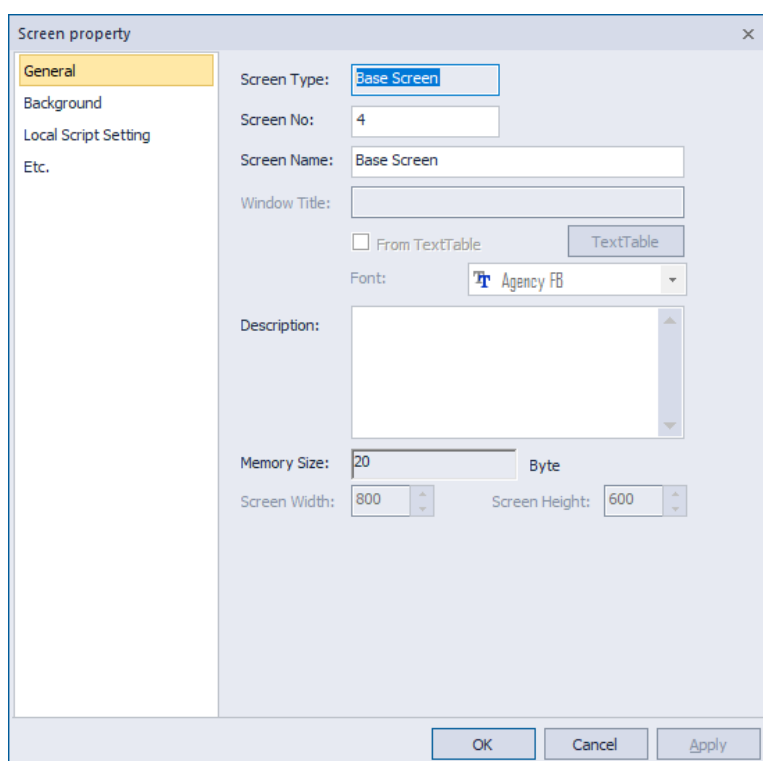 Screen property
General
Background
Local Script Setting
Etc.
Screen Type: Base Screen
Screen No: 4
Screen Name: Base Screen
Window Title:
From TextTable TextTable
Font: Agency FB
Description:
Memory Size: 20 Byte
Screen Width: 800 Screen Height: 600
OK Cancel Apply